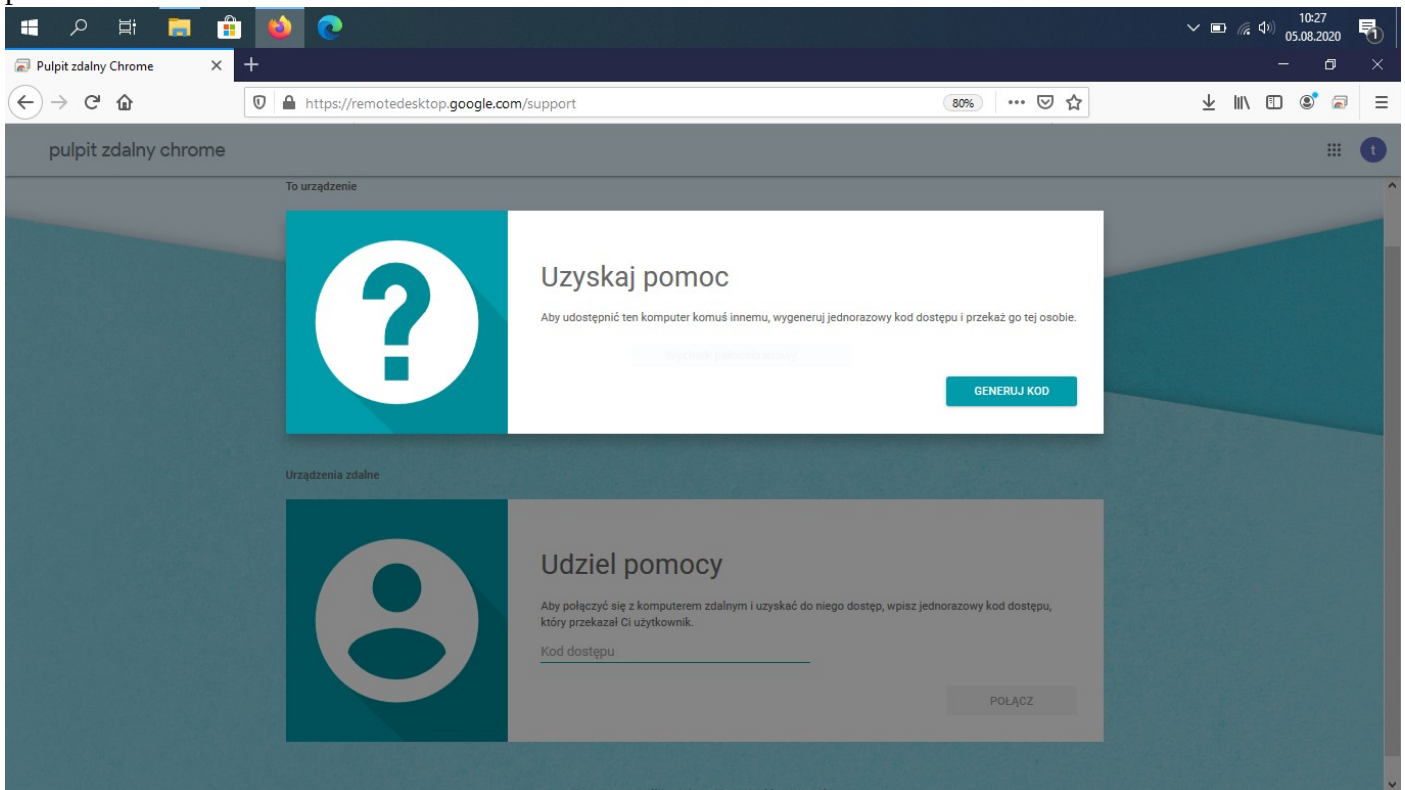 10:27
05.08.2020
1
Pulpit zdalny Chrome
https://remotedesktop.google.com/support
80%
pulpit zdalny chrome
t
To urządzenie
Uzyskaj pomoc
Aby udostępnić ten komputer komuś innemu, wygeneruj jednorazowy kod dostępu i przekaż go tej osobie.
GENERUJ KOD
Urządzenia zdalne
Udziel pomocy
Aby połączyć się z komputerem zdalnym i uzyskać do niego dostęp, wpisz jednorazowy kod dostępu,
który przekazał Ci użytkownik.
Kod dostępu
POŁĄCZ